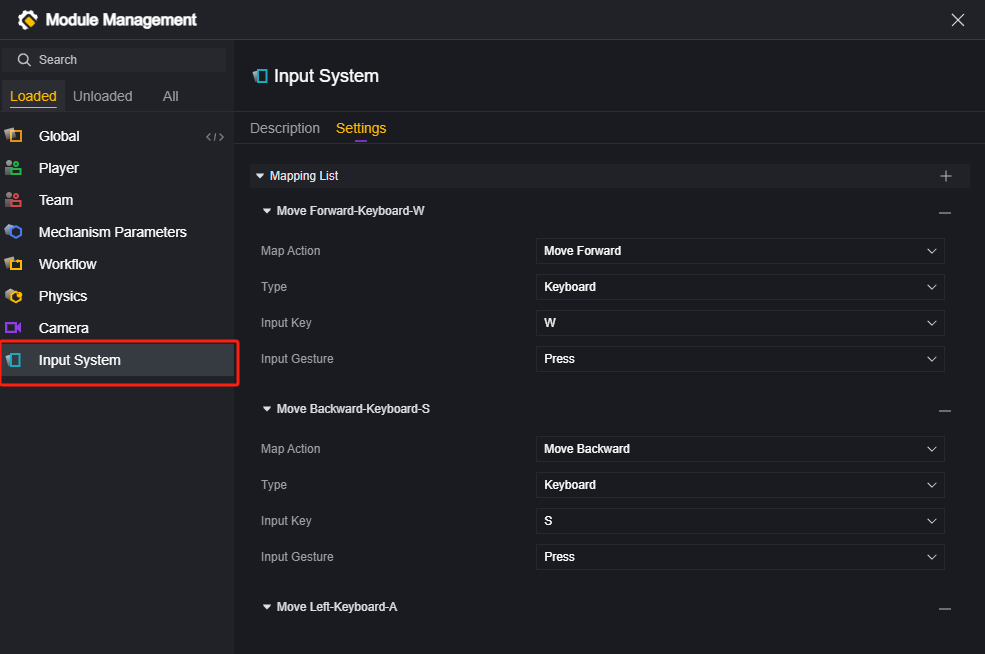 Module Management
Search
Loaded Unloaded All
Global
Player
Team
Mechanism Parameters
Workflow
Physics
Camera
Input System
Input System
Description Settings
Mapping List
Move Forward-Keyboard-W
Map Action Move Forward
Type Keyboard
Input Key W
Input Gesture Press
Move Backward-Keyboard-S
Map Action Move Backward
Type Keyboard
Input Key S
Input Gesture Press
Move Left-Keyboard-A